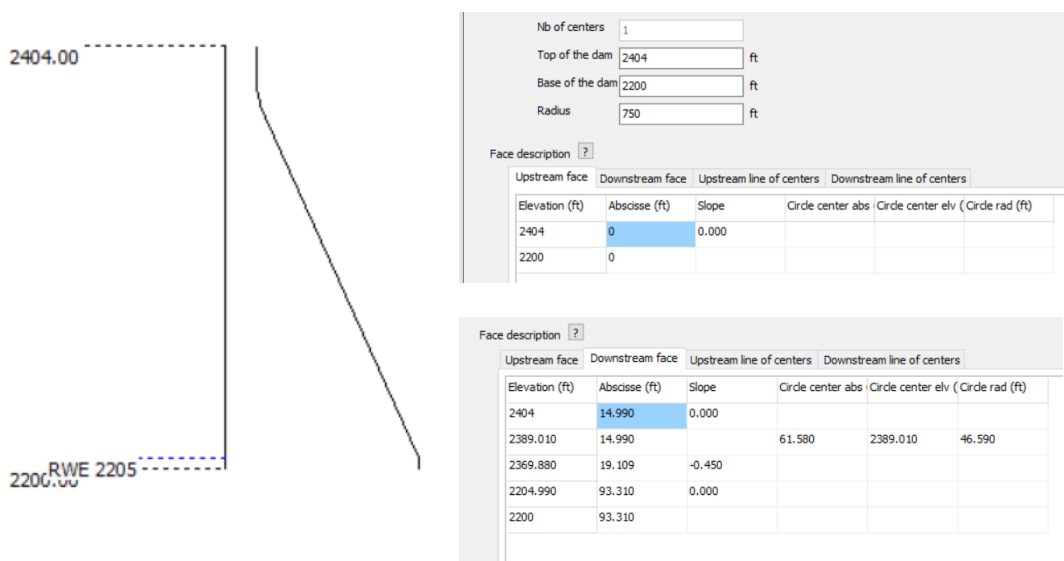 2404.00
RWE 2205
2200.00
Nb of centers 1
Top of the dam 2404 ft
Base of the dam 2200 ft
Radius 750 ft
Face description ?
Upstream face Downstream face Upstream line of centers Downstream line of centers
Elevation (ft) Abscisse (ft) Slope Circle center abs ( Circle center elv ( Circle rad (ft)
2404 0 0.000
2200 0
Face description ?
Upstream face Downstream face Upstream line of centers Downstream line of centers
Elevation (ft) Abscisse (ft) Slope Circle center abs ( Circle center elv ( Circle rad (ft)
2404 14.990 0.000
2389.010 14.990 61.580 2389.010 46.590
2369.880 19.109 -0.450
2204.990 93.310 0.000
2200 93.310